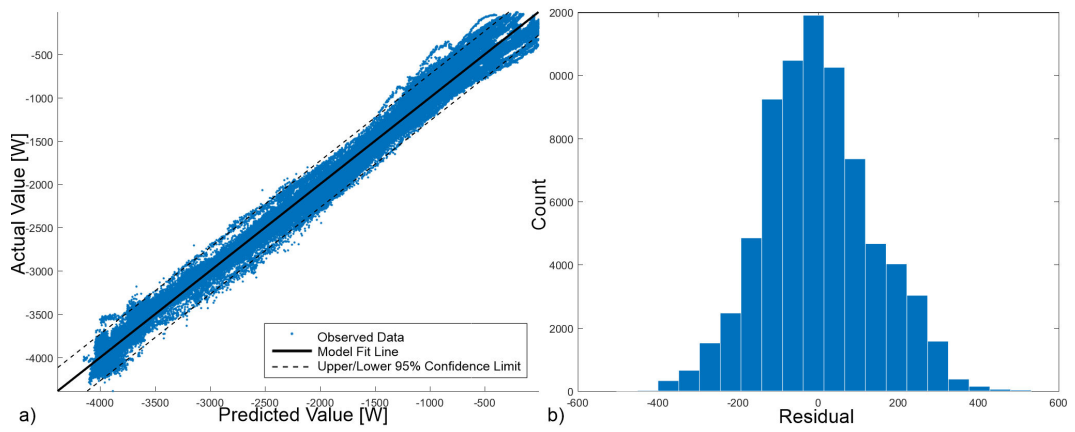 -500
-1000
-1500
-2000
-2500
-3000
-3500
-4000
Actual Value [W]
Observed Data
Model Fit Line
Upper/Lower 95% Confidence Limit
-4000 -3500 -3000 -2500 -2000 -1500 -1000 -500
a) Predicted Value [W]
2000
0000
8000
6000
4000
2000
0
Count
-600 -400 -200 0 200 400 600
b) Residual